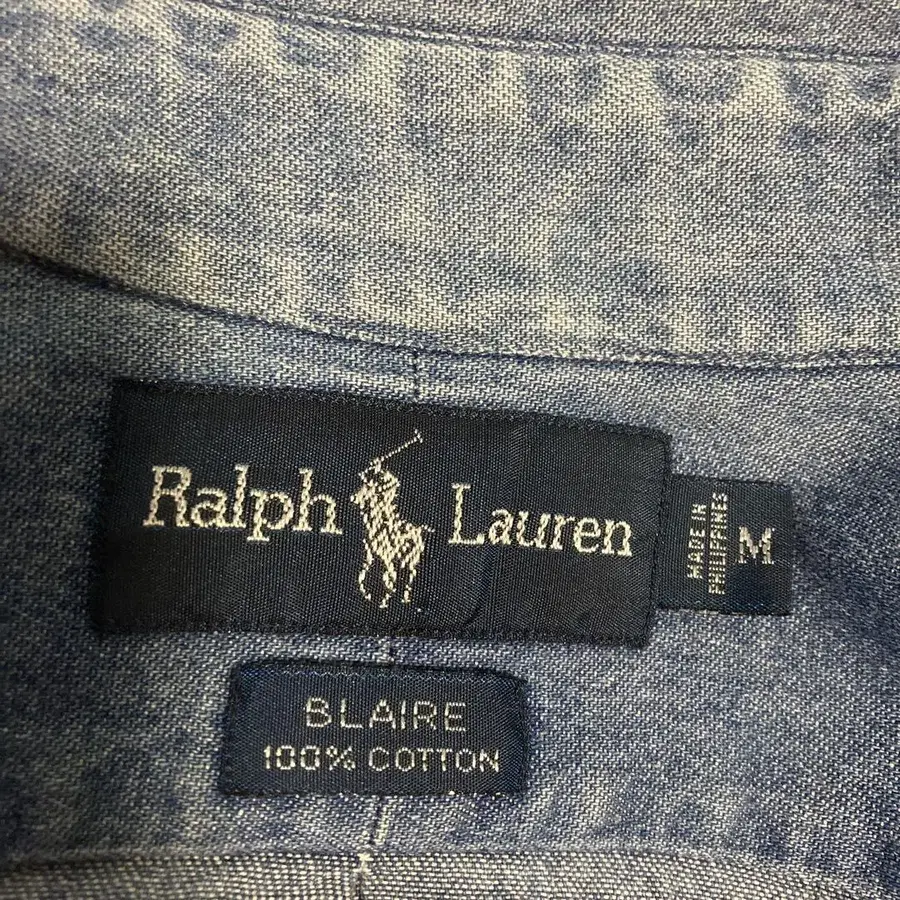 Ralph Lauren
MADE IN
PHILIPPINES
M
BLAIRE
100% COTTON